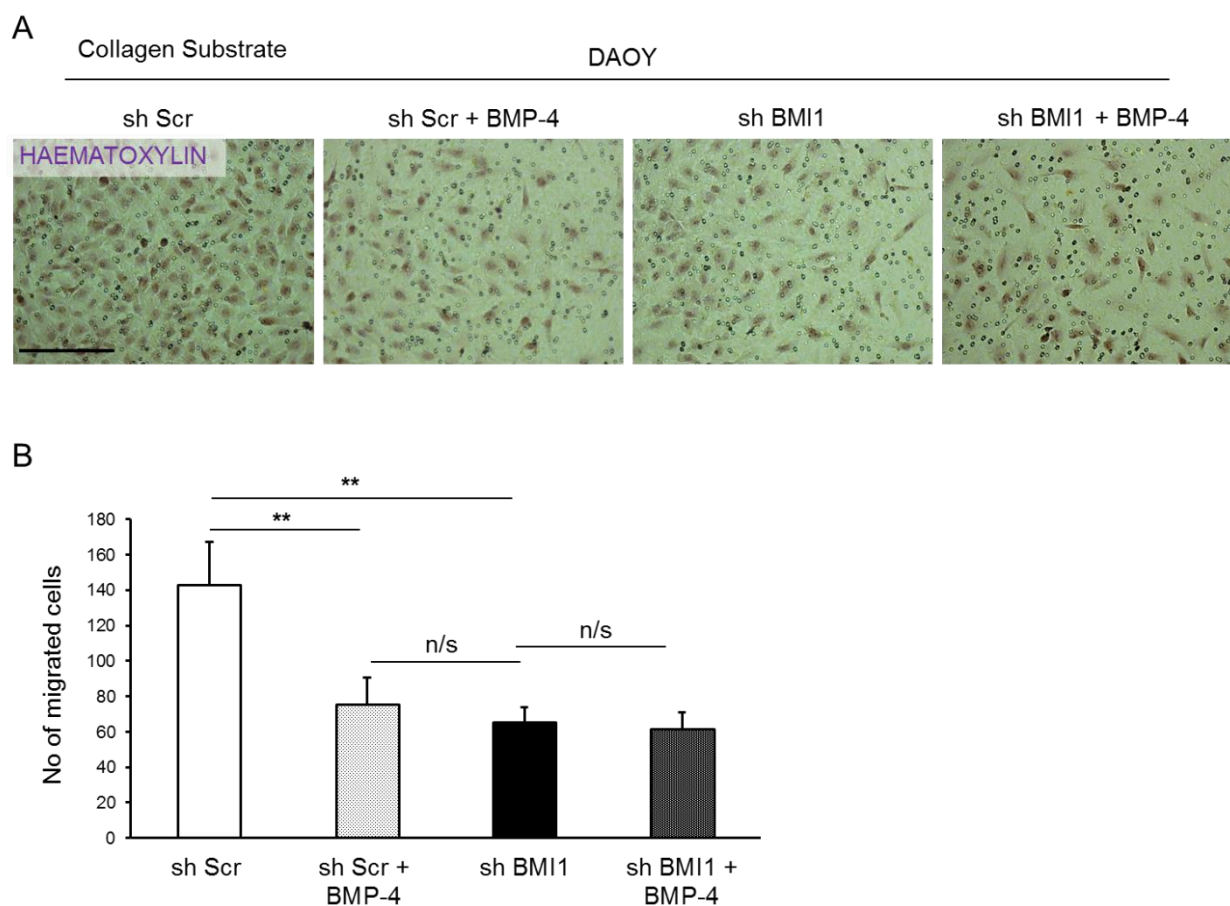 A
Collagen Substrate
DAOY
sh Scr
sh Scr + BMP-4
sh BMI1
sh BMI1 + BMP-4
HAEMATOXYLIN
B
**
**
n/s
n/s
180
160
140
120
100
80
60
40
20
0
No of migrated cells
sh Scr
sh Scr +
BMP-4
sh BMI1
sh BMI1 +
BMP-4